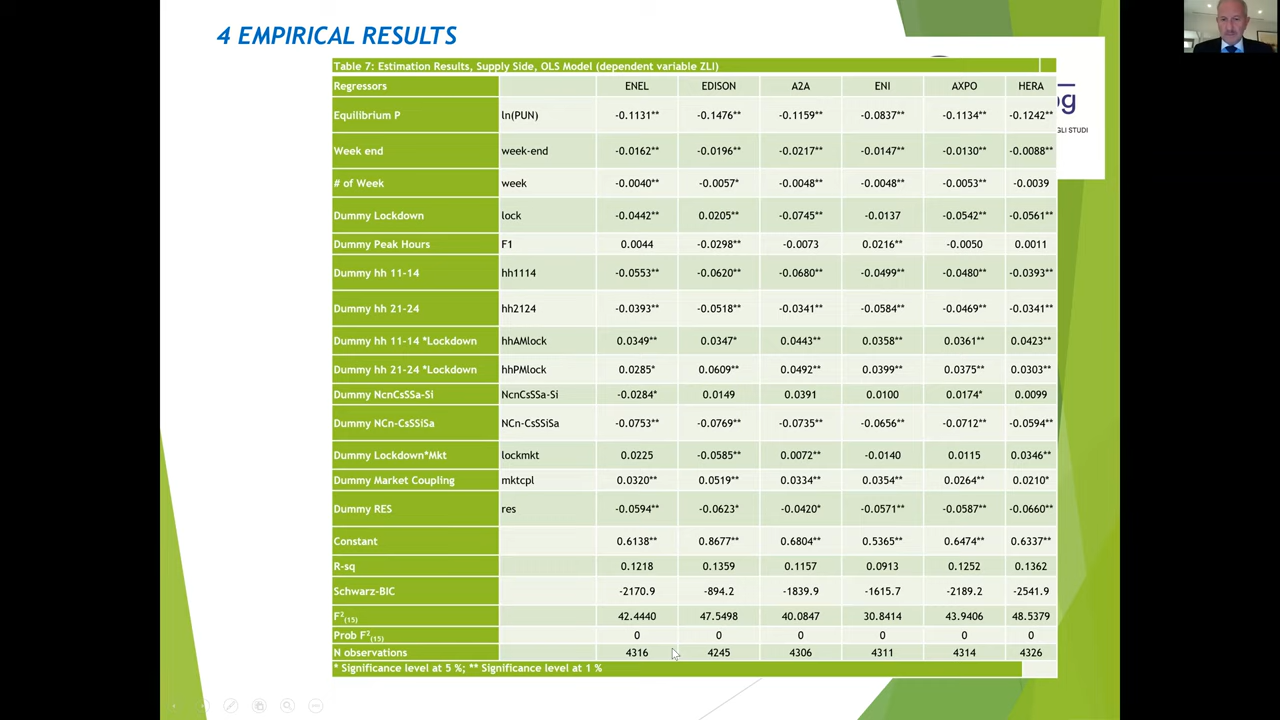 4 EMPIRICAL RESULTS
Table 7: Estimation Results, Supply Side, OLS Model (dependent variable ZLI)
Regressors ENEL EDISON A2A ENI AXPO HERA
Equilibrium P ln(PUN) -0.1131** -0.1476** -0.1159** -0.0837** -0.1134** -0.1242**
Week end week-end -0.0162** -0.0196** -0.0217** -0.0147** -0.0130** -0.0088**
# of Week week -0.0040** -0.0057* -0.0048** -0.0048** -0.0053** -0.0039
Dummy Lockdown lock -0.0442** 0.0205** -0.0745** -0.0137 -0.0542** -0.0561**
Dummy Peak Hours F1 0.0044 -0.0298** -0.0073 0.0216** -0.0050 0.0011
Dummy hh 11-14 hh1114 -0.0553** -0.0620** -0.0680** -0.0499** -0.0480** -0.0393**
Dummy hh 21-24 hh2124 -0.0393** -0.0518** -0.0341** -0.0584** -0.0469** -0.0341**
Dummy hh 11-14 *Lockdown hhAMlock 0.0349** 0.0347* 0.0443** 0.0358** 0.0361** 0.0423**
Dummy hh 21-24 *Lockdown hhPMlock 0.0285* 0.0609** 0.0492** 0.0399** 0.0375** 0.0303**
Dummy NcnCsSSa-Si NcnCsSSa-Si -0.0284* 0.0149 0.0391 0.0100 0.0174* 0.0099
Dummy NCn-CsSSiSa NCn-CsSSiSa -0.0753** -0.0769** -0.0735** -0.0656** -0.0712** -0.0594**
Dummy Lockdown*Mkt lockmkt 0.0225 -0.0585** 0.0072** -0.0140 0.0115 0.0346**
Dummy Market Coupling mktcpl 0.0320** 0.0519** 0.0334** 0.0354** 0.0264** 0.0210*
Dummy RES res -0.0594** -0.0623* -0.0420* -0.0571** -0.0587** -0.0660**
Constant 0.6138** 0.8677** 0.6804** 0.5365** 0.6474** 0.6337**
R-sq 0.1218 0.1359 0.1157 0.0913 0.1252 0.1362
Schwarz-BIC -2170.9 -894.2 -1839.9 -1615.7 -2189.2 -2541.9
F²(15) 42.4440 47.5498 40.0847 30.8414 43.9406 48.5379
Prob F²(15) 0 0 0 0 0 0
N observations 4316 4245 4306 4311 4314 4326
* Significance level at 5 %; ** Significance level at 1 %
og
GLI STUDI